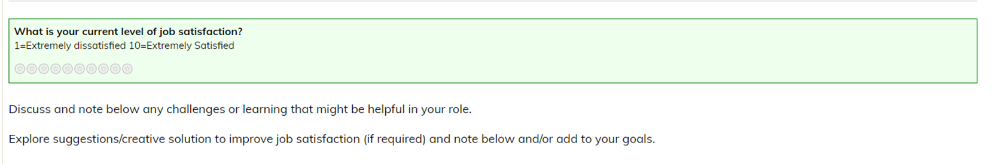 What is your current level of job satisfaction?
1=Extremely dissatisfied 10=Extremely Satisfied
Discuss and note below any challenges or learning that might be helpful in your role.
Explore suggestions/creative solution to improve job satisfaction (if required) and note below and/or add to your goals.